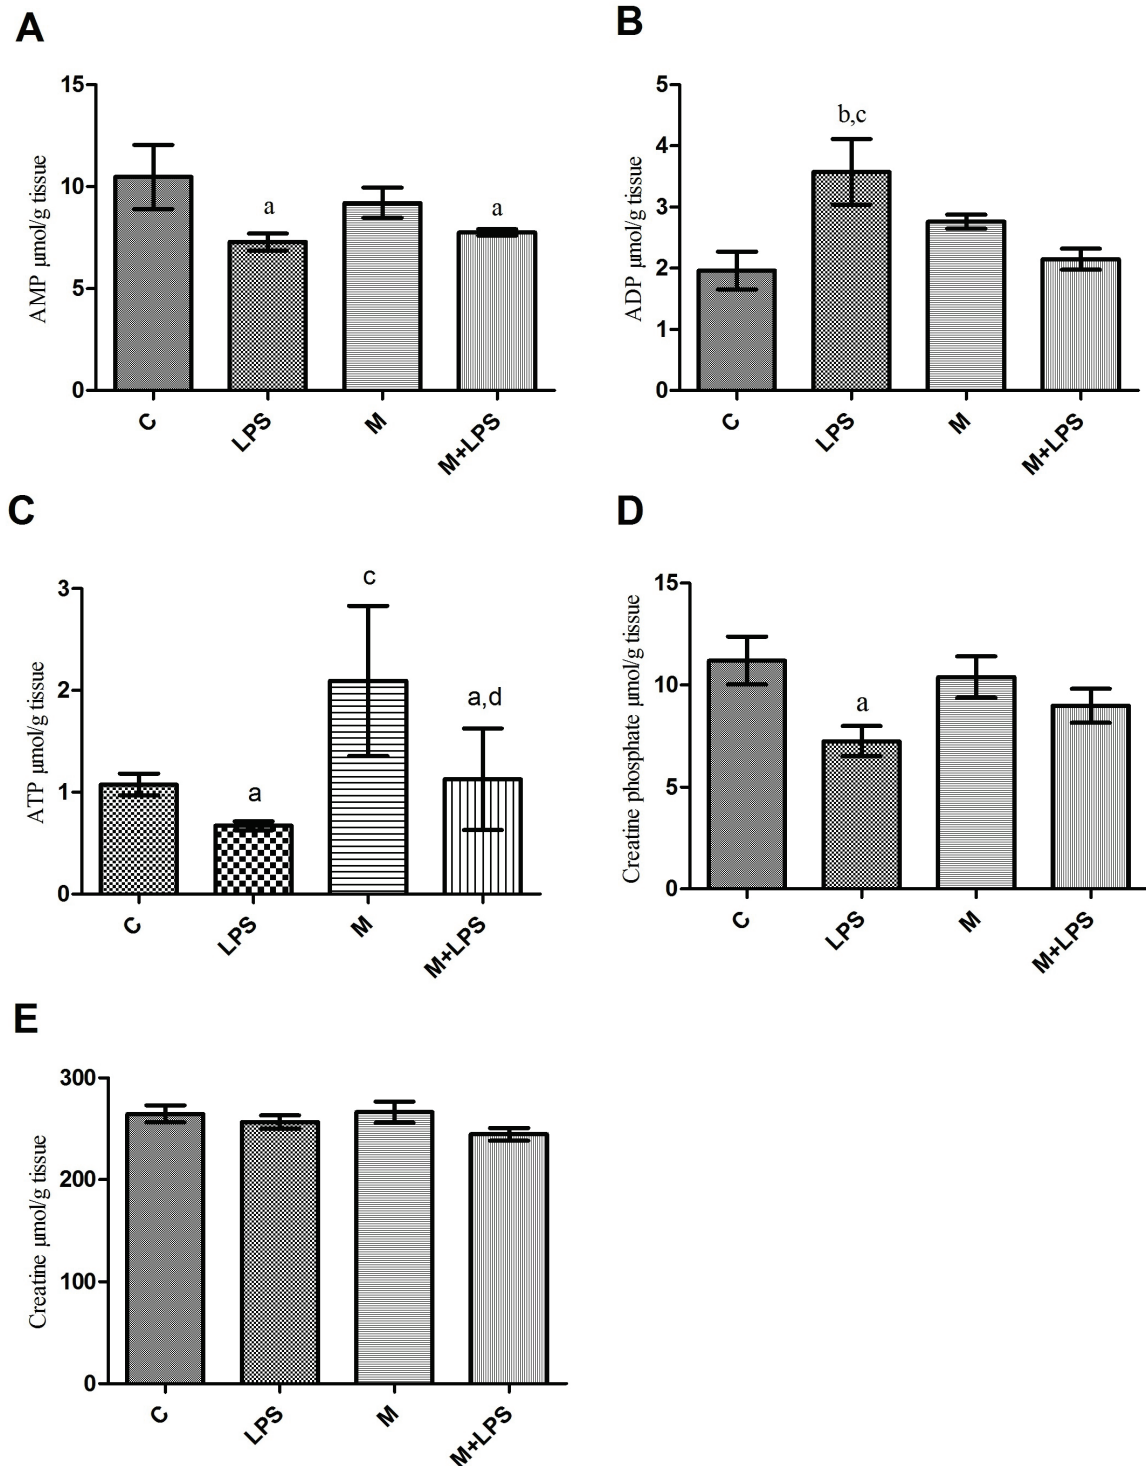 A
AMP µmol/g tissue
15
10
5
0
a
a
C
LPS
M
M+LPS
B
ADP µmol/g tissue
5
4
3
2
1
0
b,c
C
LPS
M
M+LPS
C
ATP µmol/g tissue
3
2
1
0
a
c
a,d
C
LPS
M
M+LPS
D
Creatine phosphate µmol/g tissue
15
10
5
0
a
C
LPS
M
M+LPS
E
Creatine µmol/g tissue
300
200
100
0
C
LPS
M
M+LPS